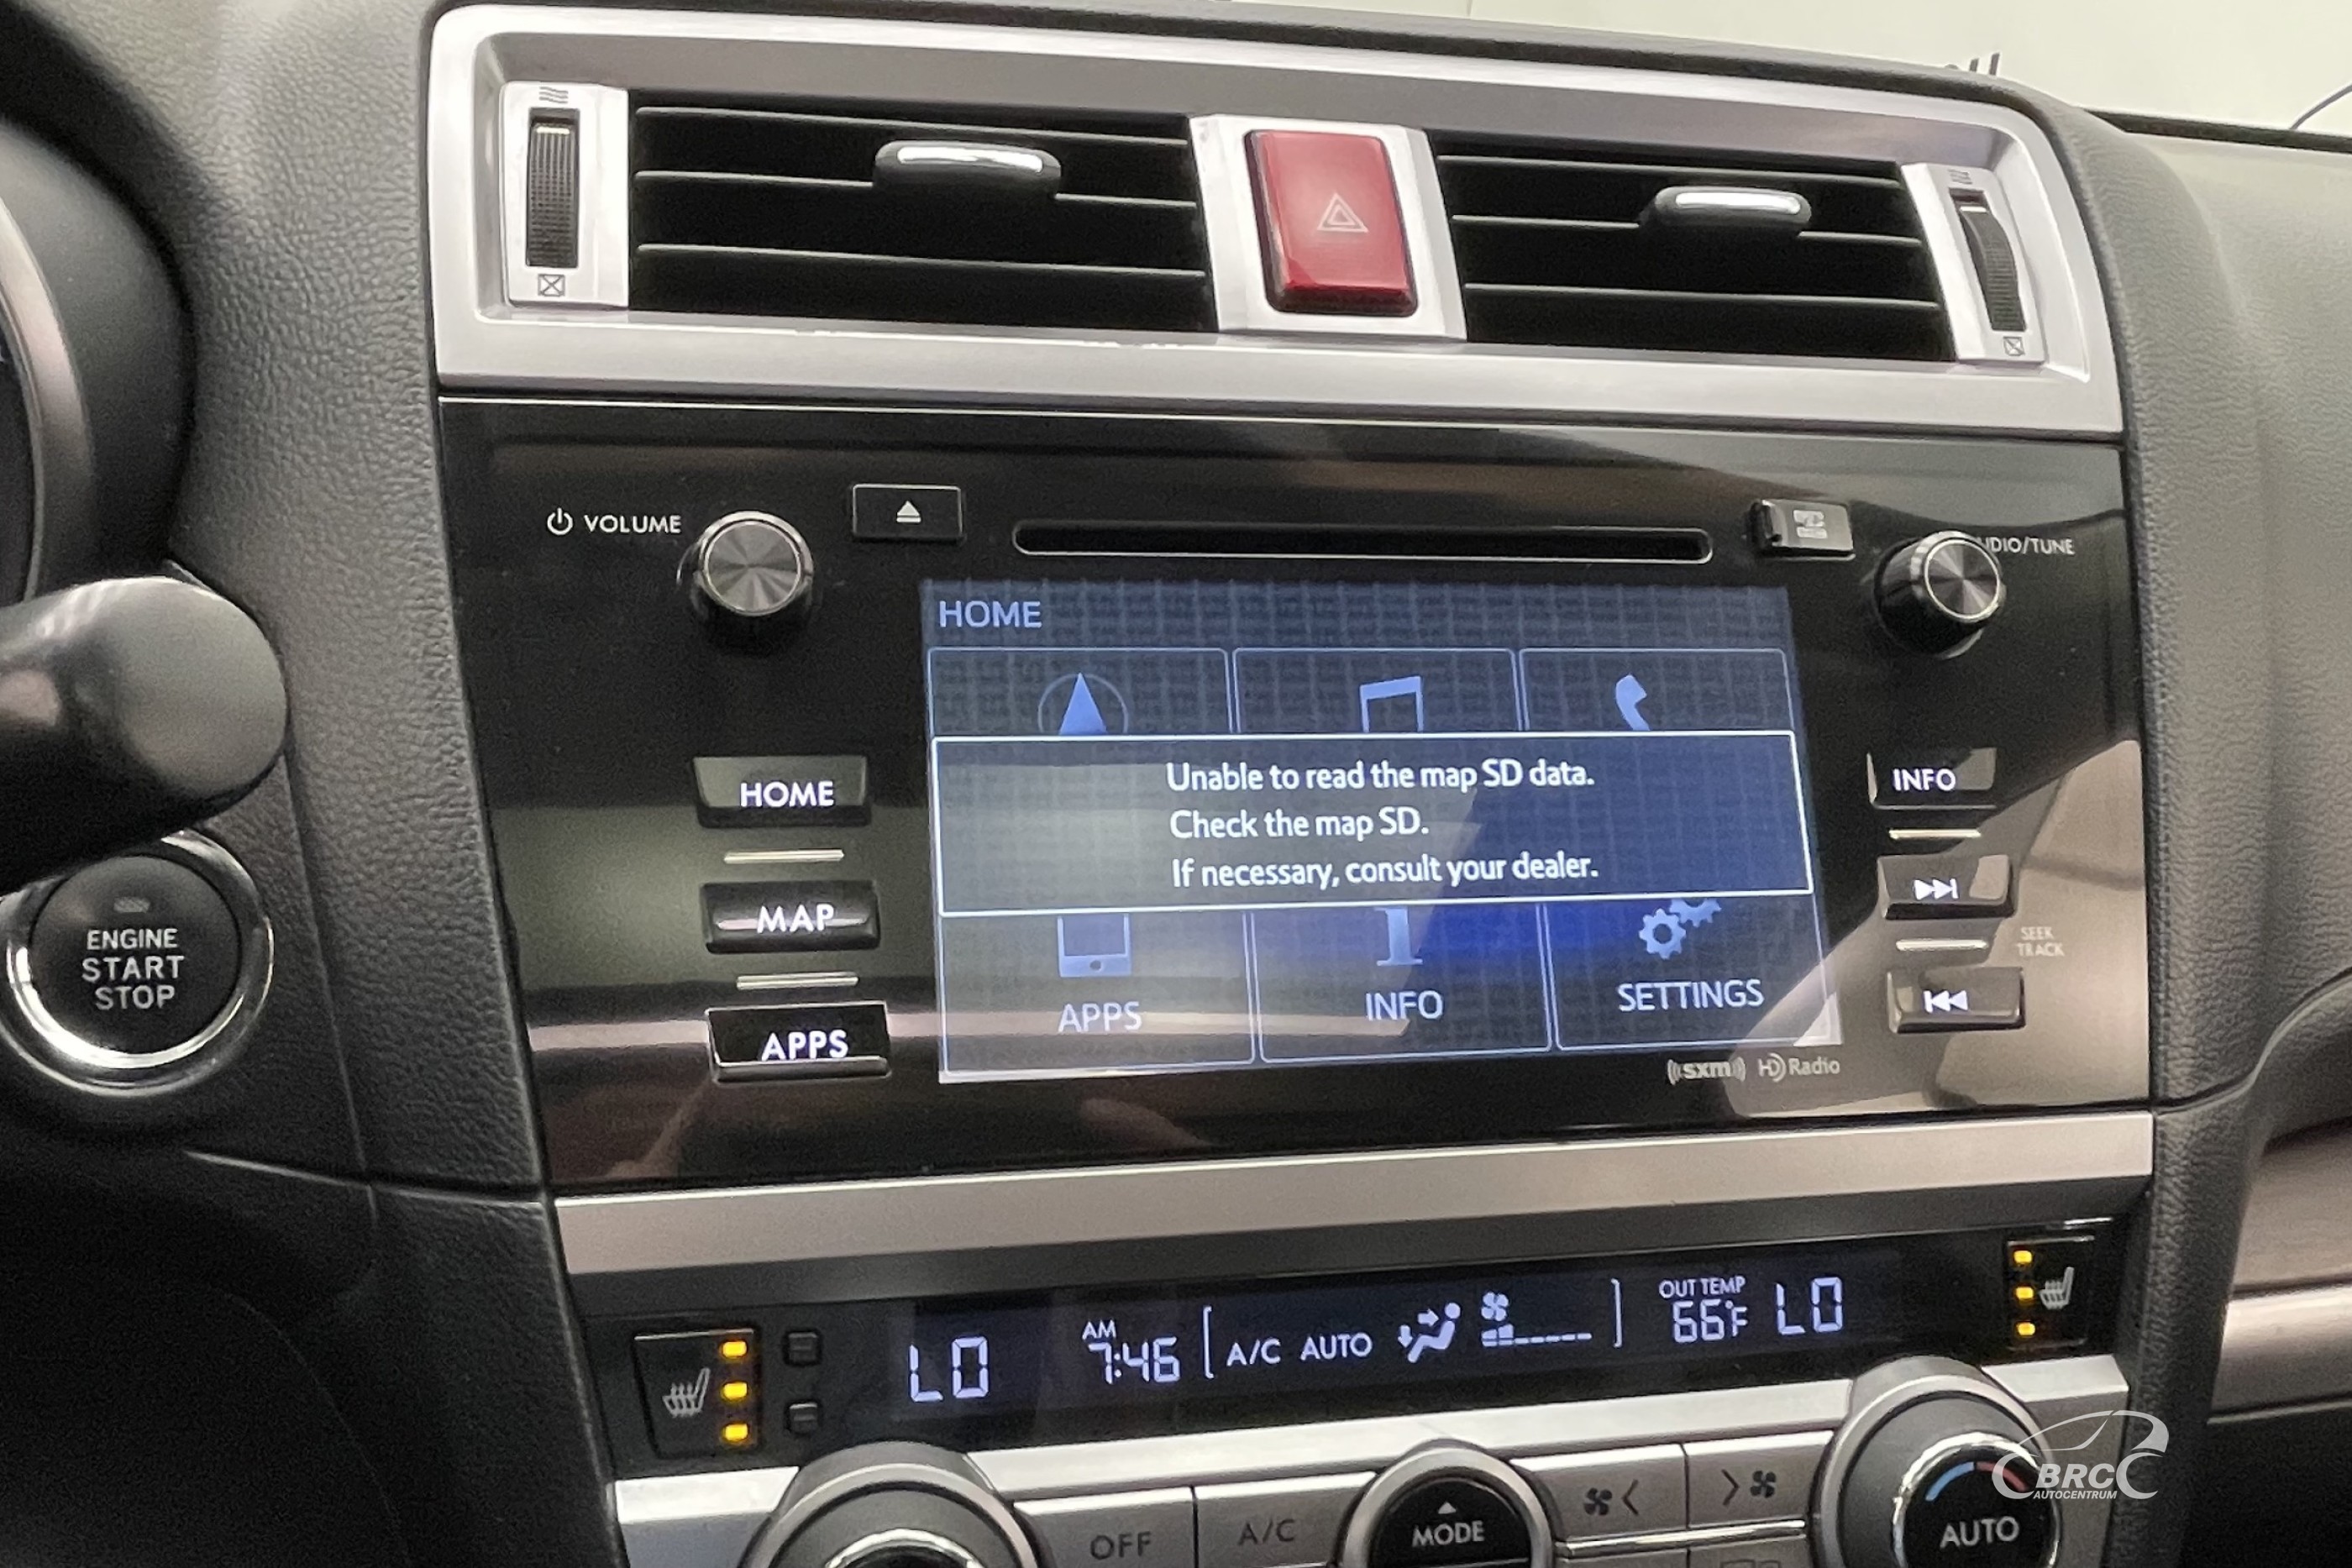 VOLUME
AUDIO/TUNE
HOME
HOME
INFO
Unable to read the map SD data.
Check the map SD.
If necessary, consult your dealer.
MAP
SEEK
TRACK
ENGINE
START
STOP
APPS
APPS
INFO
SETTINGS
((sxm)) HD Radio
LO
AM
7:46
A/C AUTO
OUT TEMP
66°F
LO
OFF
A/C
MODE
AUTO
BRC
AUTOCENTRUM